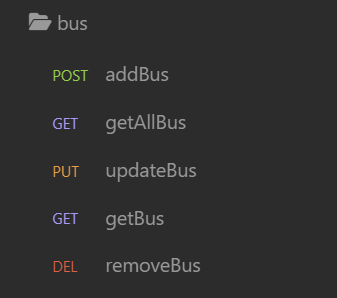 bus
POST addBus
GET getAllBus
PUT updateBus
GET getBus
DEL removeBus